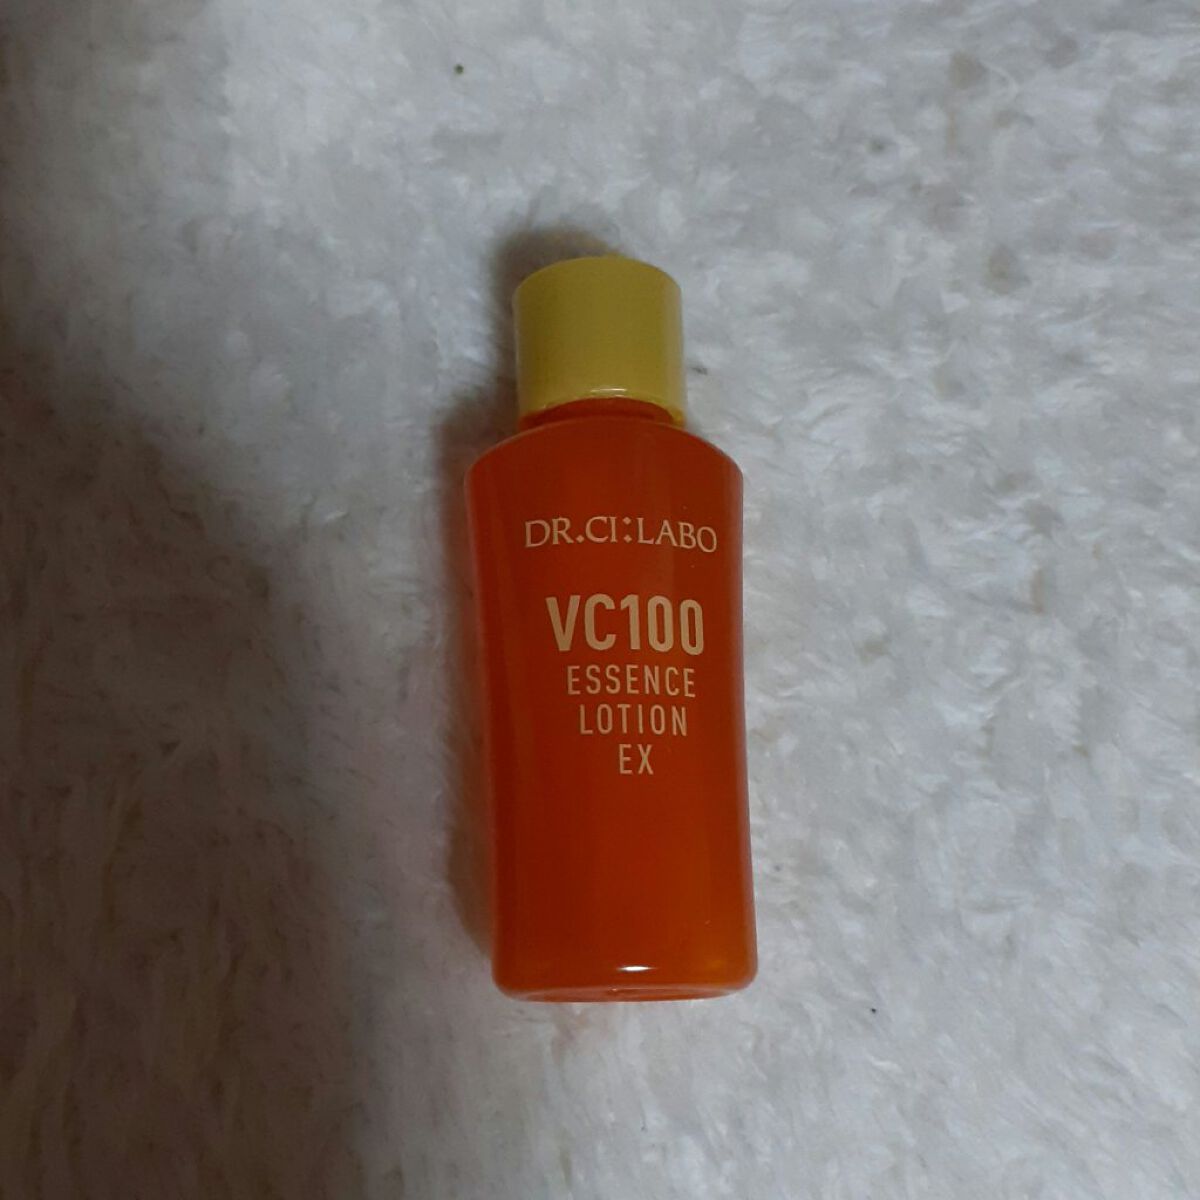 DR.CI:LABO
VC100
ESSENCE
LOTION
EX